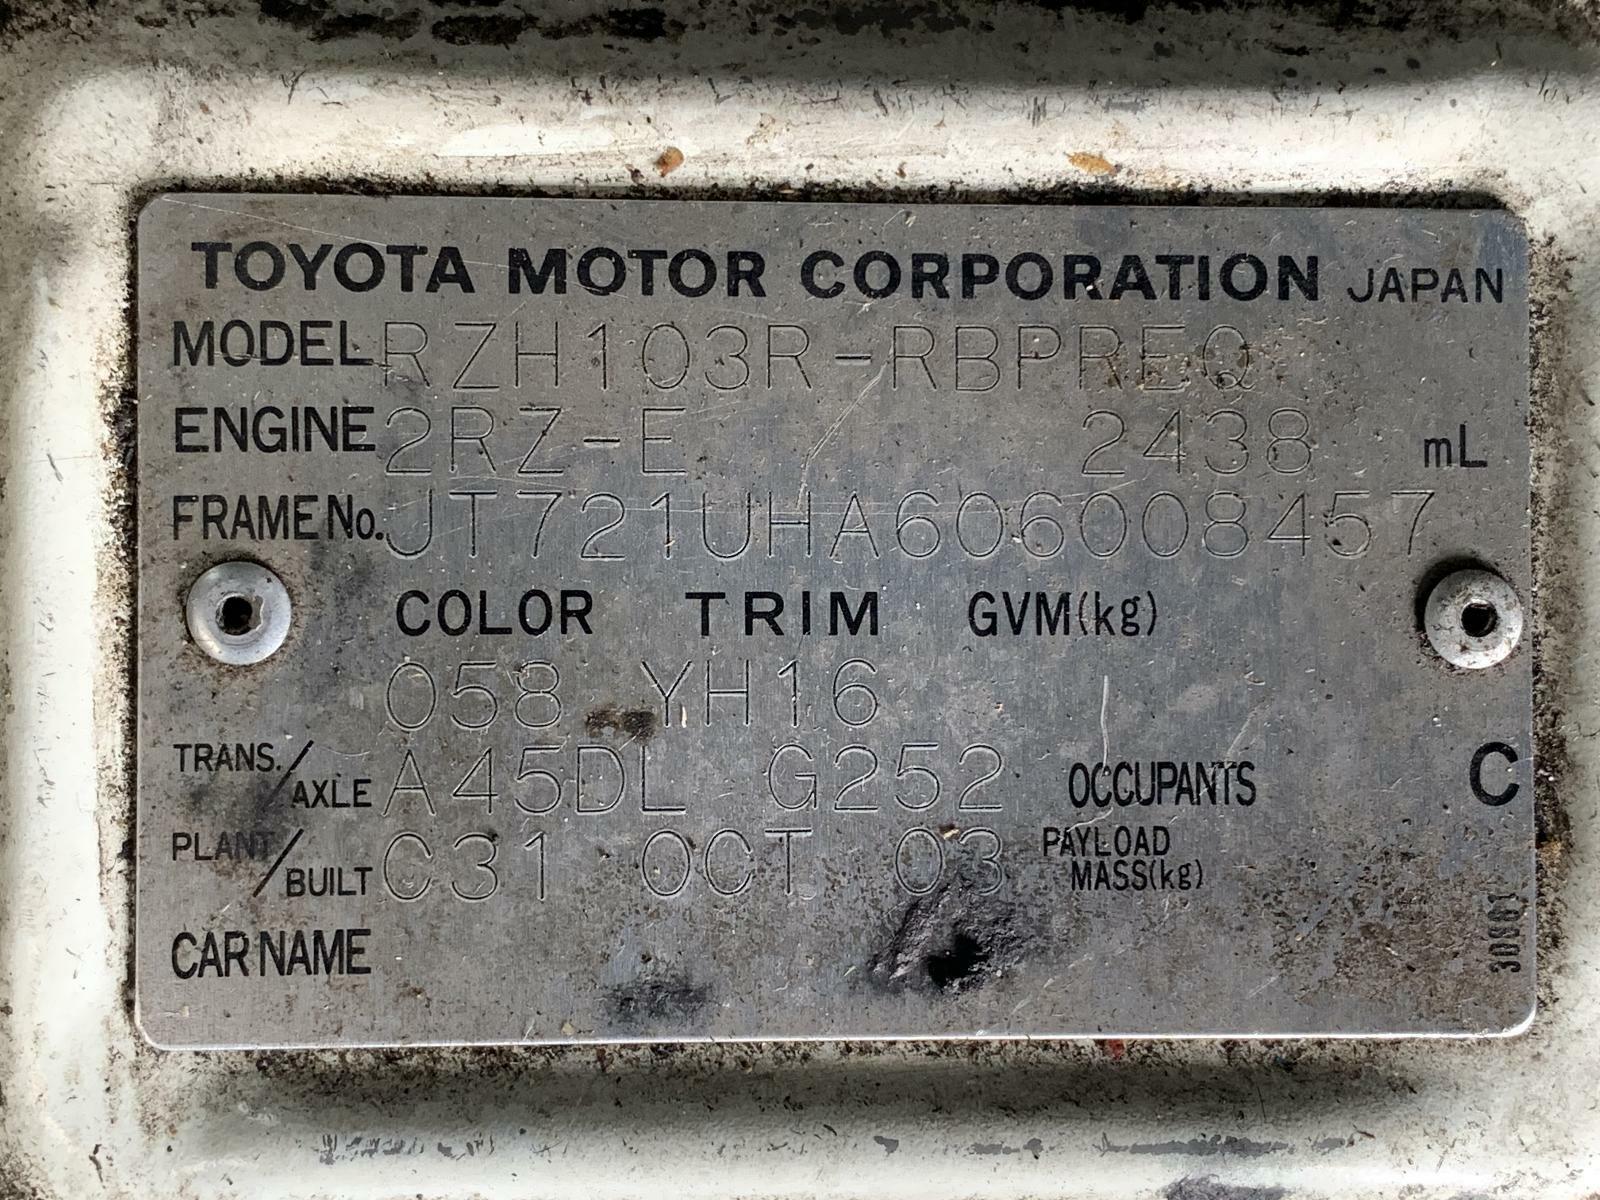 TOYOTA MOTOR CORPORATION JAPAN
MODEL RZH103R-RBPREQ
ENGINE 2RZ-E 2438 mL
FRAME No. JT721UHA606008457
COLOR TRIM GVM(kg)
058 YH16
TRANS./AXLE A45DL G252 OCCUPANTS C
PLANT/BUILT C31 OCT 03 PAYLOAD MASS(kg)
CAR NAME